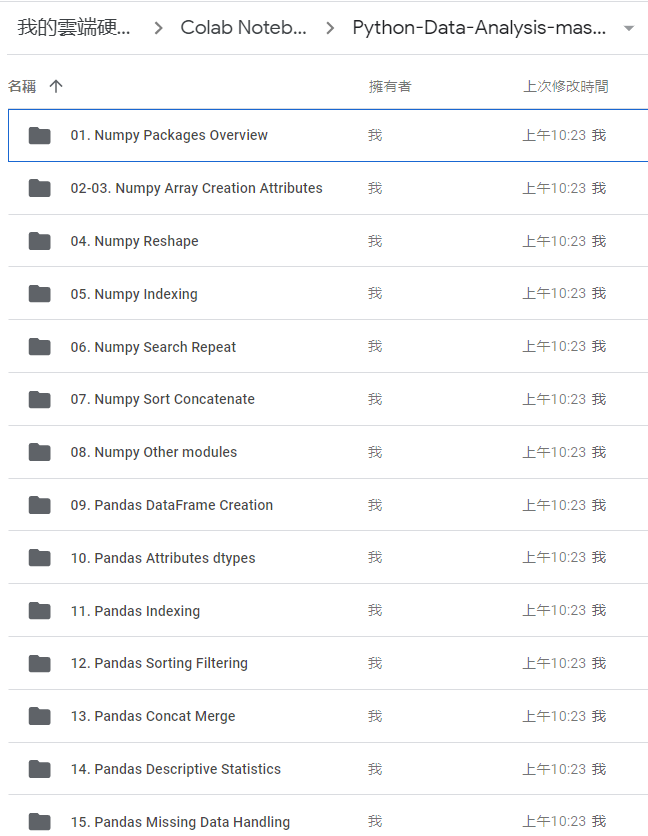 我的雲端硬... > Colab Noteb... > Python-Data-Analysis-mas...
名稱 ↑ 擁有者 上次修改時間
01. Numpy Packages Overview 我 上午10:23 我
02-03. Numpy Array Creation Attributes 我 上午10:23 我
04. Numpy Reshape 我 上午10:23 我
05. Numpy Indexing 我 上午10:23 我
06. Numpy Search Repeat 我 上午10:23 我
07. Numpy Sort Concatenate 我 上午10:23 我
08. Numpy Other modules 我 上午10:23 我
09. Pandas DataFrame Creation 我 上午10:23 我
10. Pandas Attributes dtypes 我 上午10:23 我
11. Pandas Indexing 我 上午10:23 我
12. Pandas Sorting Filtering 我 上午10:23 我
13. Pandas Concat Merge 我 上午10:23 我
14. Pandas Descriptive Statistics 我 上午10:23 我
15. Pandas Missing Data Handling 我 上午10:23 我